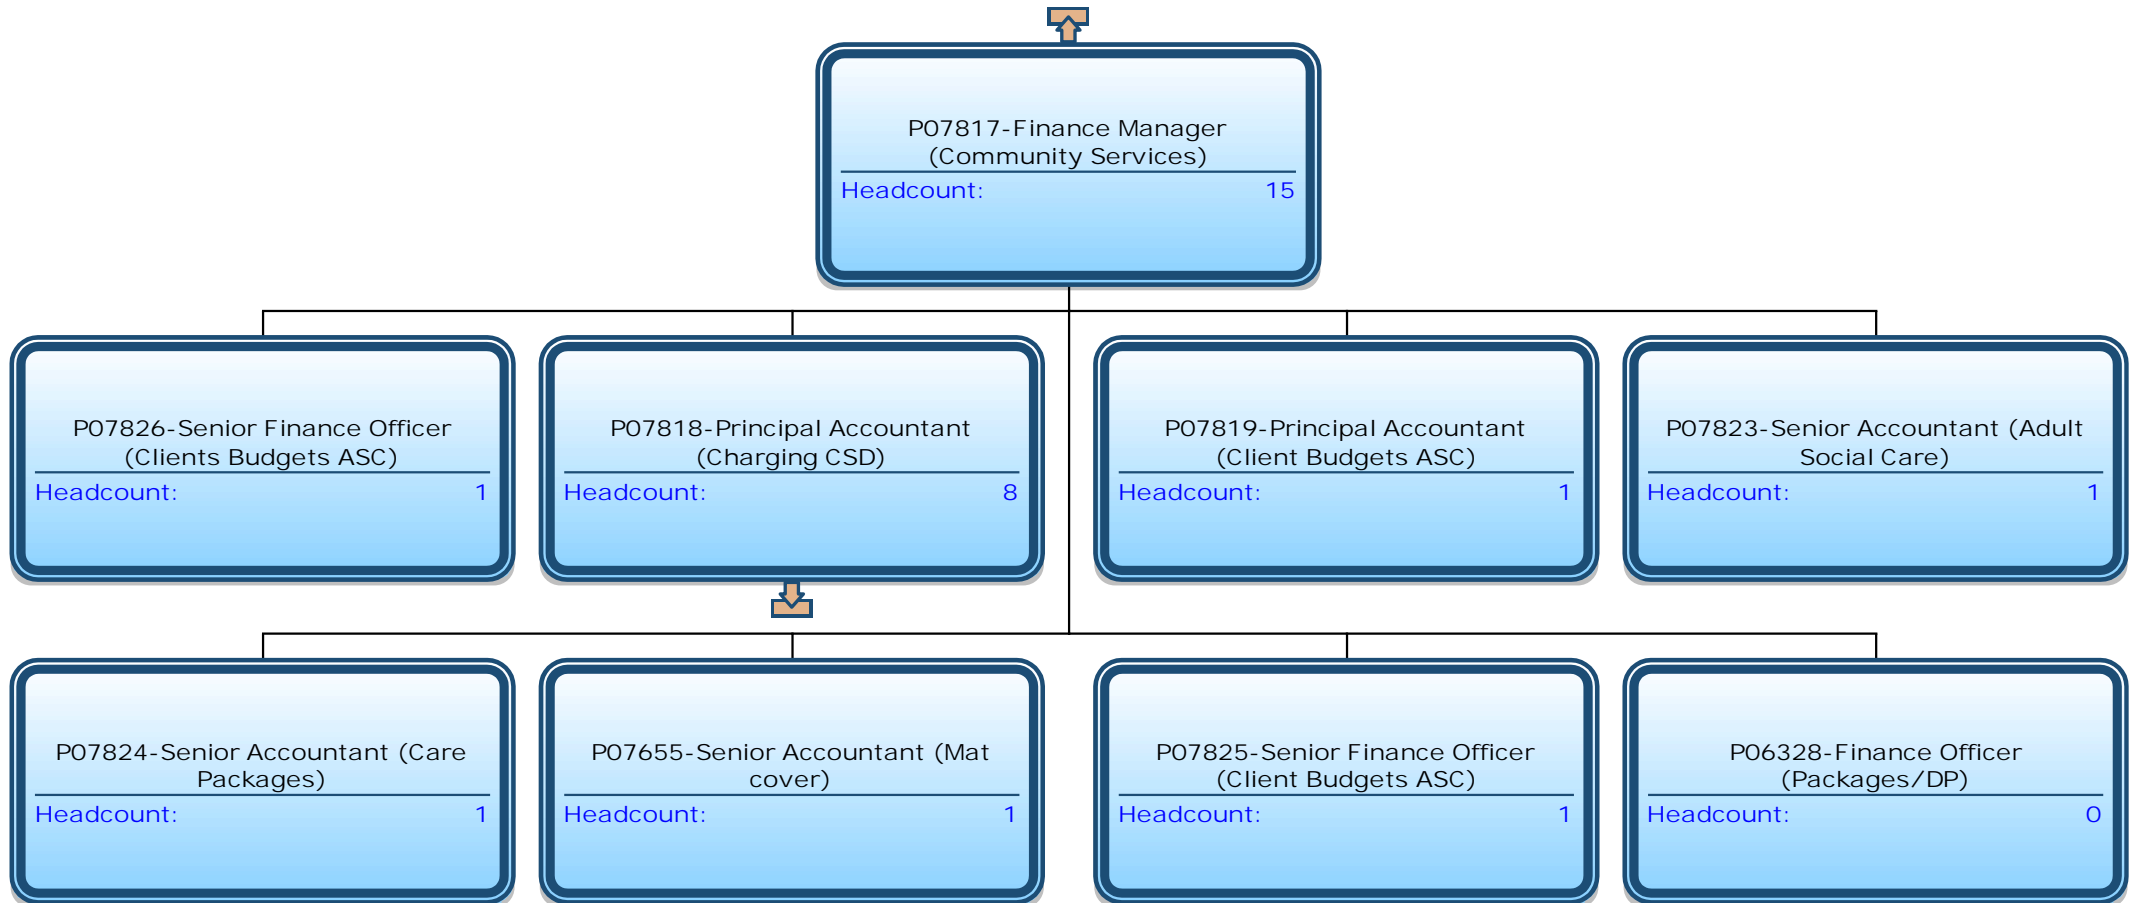 P07817-Finance Manager
(Community Services)
Headcount: 15
P07826-Senior Finance Officer
(Clients Budgets ASC)
Headcount: 1
P07818-Principal Accountant
(Charging CSD)
Headcount: 8
P07819-Principal Accountant
(Client Budgets ASC)
Headcount: 1
P07823-Senior Accountant (Adult
Social Care)
Headcount: 1
P07824-Senior Accountant (Care
Packages)
Headcount: 1
P07655-Senior Accountant (Mat
cover)
Headcount: 1
P07825-Senior Finance Officer
(Client Budgets ASC)
Headcount: 1
P06328-Finance Officer
(Packages/DP)
Headcount: 0